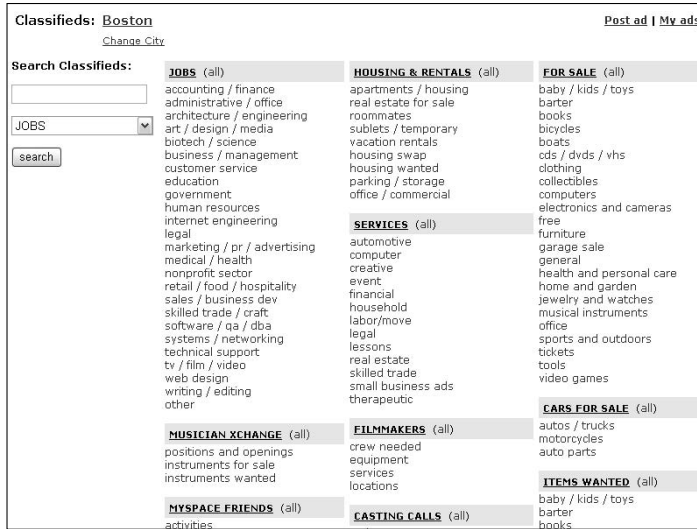 Classifieds: Boston
Change City
Post ad | My ads
Search Classifieds:
JOBS
search
JOBS (all)
accounting / finance
administrative / office
architecture / engineering
art / design / media
biotech / science
business / management
customer service
education
government
human resources
internet engineering
legal
marketing / pr / advertising
medical / health
nonprofit sector
retail / food / hospitality
sales / business dev
skilled trade / craft
software / qa / dba
systems / networking
technical support
tv / film / video
web design
writing / editing
other
MUSICIAN XCHANGE (all)
positions and openings
instruments for sale
instruments wanted
MYSPACE FRIENDS (all)
activities
HOUSING & RENTALS (all)
apartments / housing
real estate for sale
roommates
sublets / temporary
vacation rentals
housing swap
housing wanted
parking / storage
office / commercial
SERVICES (all)
automotive
computer
creative
event
financial
household
labor/move
legal
lessons
real estate
skilled trade
small business ads
therapeutic
FILMMAKERS (all)
crew needed
equipment
services
locations
CASTING CALLS (all)
FOR SALE (all)
baby / kids / toys
barter
books
bicycles
boats
cds / dvds / vhs
clothing
collectibles
computers
electronics and cameras
free
furniture
garage sale
general
health and personal care
home and garden
jewelry and watches
musical instruments
office
sports and outdoors
tickets
tools
video games
CARS FOR SALE (all)
autos / trucks
motorcycles
auto parts
ITEMS WANTED (all)
baby / kids / toys
barter
books